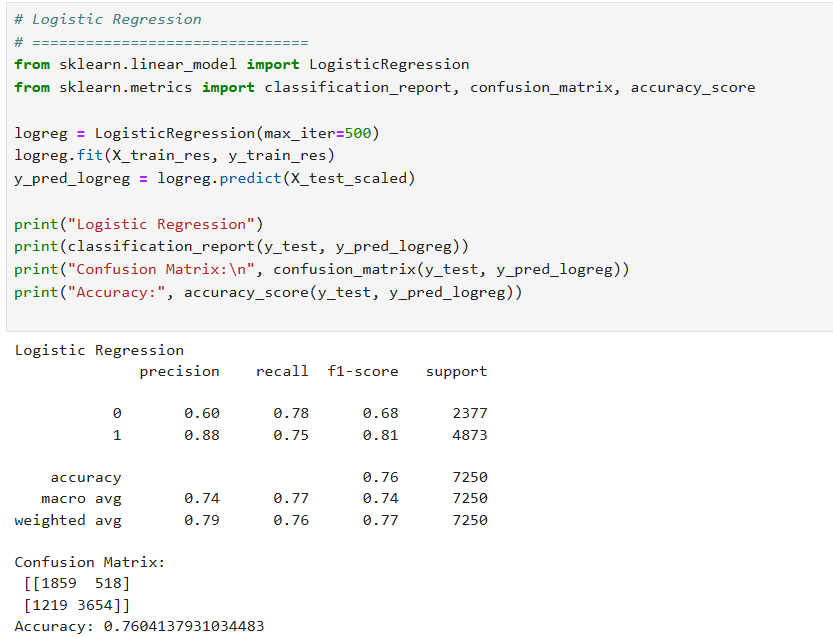 # Logistic Regression
# ===============================
from sklearn.linear_model import LogisticRegression
from sklearn.metrics import classification_report, confusion_matrix, accuracy_score
logreg = LogisticRegression(max_iter=500)
logreg.fit(X_train_res, y_train_res)
y_pred_logreg = logreg.predict(X_test_scaled)
print("Logistic Regression")
print(classification_report(y_test, y_pred_logreg))
print("Confusion Matrix:\n", confusion_matrix(y_test, y_pred_logreg))
print("Accuracy:", accuracy_score(y_test, y_pred_logreg))
Logistic Regression
              precision    recall  f1-score   support
           0       0.60      0.78      0.68      2377
           1       0.88      0.75      0.81      4873
    accuracy                           0.76      7250
   macro avg       0.74      0.77      0.74      7250
weighted avg       0.79      0.76      0.77      7250
Confusion Matrix:
 [[1859  518]
 [1219 3654]]
Accuracy: 0.7604137931034483